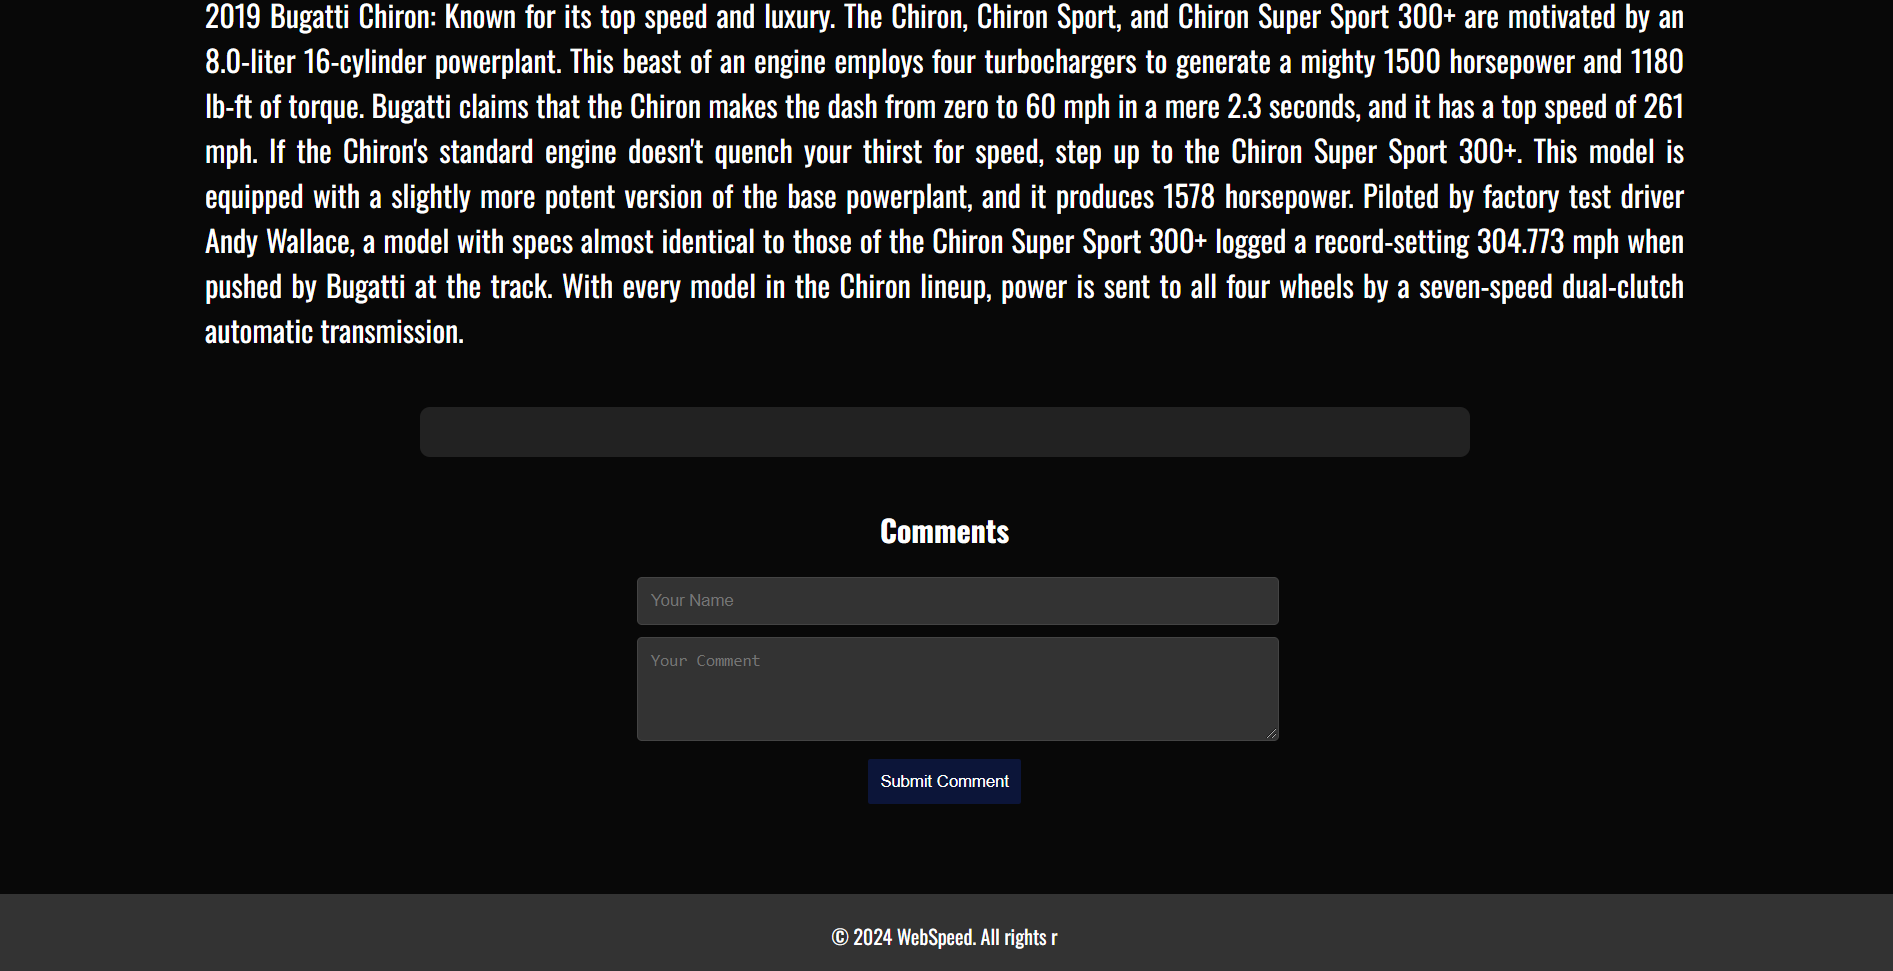 2019 Bugatti Chiron: Known for its top speed and luxury. The Chiron, Chiron Sport, and Chiron Super Sport 300+ are motivated by an
8.0-liter 16-cylinder powerplant. This beast of an engine employs four turbochargers to generate a mighty 1500 horsepower and 1180
lb-ft of torque. Bugatti claims that the Chiron makes the dash from zero to 60 mph in a mere 2.3 seconds, and it has a top speed of 261
mph. If the Chiron's standard engine doesn't quench your thirst for speed, step up to the Chiron Super Sport 300+. This model is
equipped with a slightly more potent version of the base powerplant, and it produces 1578 horsepower. Piloted by factory test driver
Andy Wallace, a model with specs almost identical to those of the Chiron Super Sport 300+ logged a record-setting 304.773 mph when
pushed by Bugatti at the track. With every model in the Chiron lineup, power is sent to all four wheels by a seven-speed dual-clutch
automatic transmission.
Comments
Your Name
Your Comment
Submit Comment
© 2024 WebSpeed. All rights r